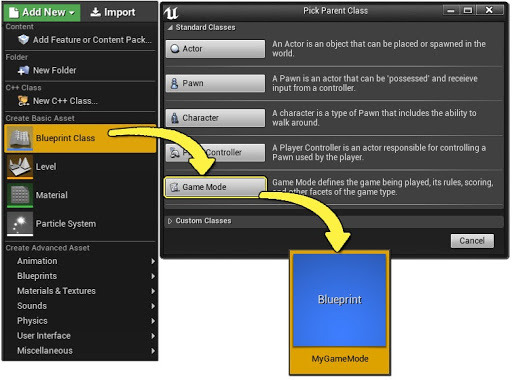 Add New
Import
Content
Add Feature or Content Pack...
Folder
New Folder
C++ Class
New C++ Class...
Create Basic Asset
Blueprint Class
Level
Material
Particle System
Create Advanced Asset
Animation
Blueprints
Materials & Textures
Sounds
Physics
User Interface
Miscellaneous
Pick Parent Class
Standard Classes
Actor
An Actor is an object that can be placed or spawned in the
world.
Pawn
A Pawn is an actor that can be 'possessed' and receieve
input from a controller.
Character
A character is a type of Pawn that includes the ability to
walk around.
Controller
A Player Controller is an actor responsible for controlling a
Pawn used by the player.
Game Mode
Game Mode defines the game being played, its rules, scoring,
and other facets of the game type.
Custom Classes
Cancel
Blueprint
MyGameMode